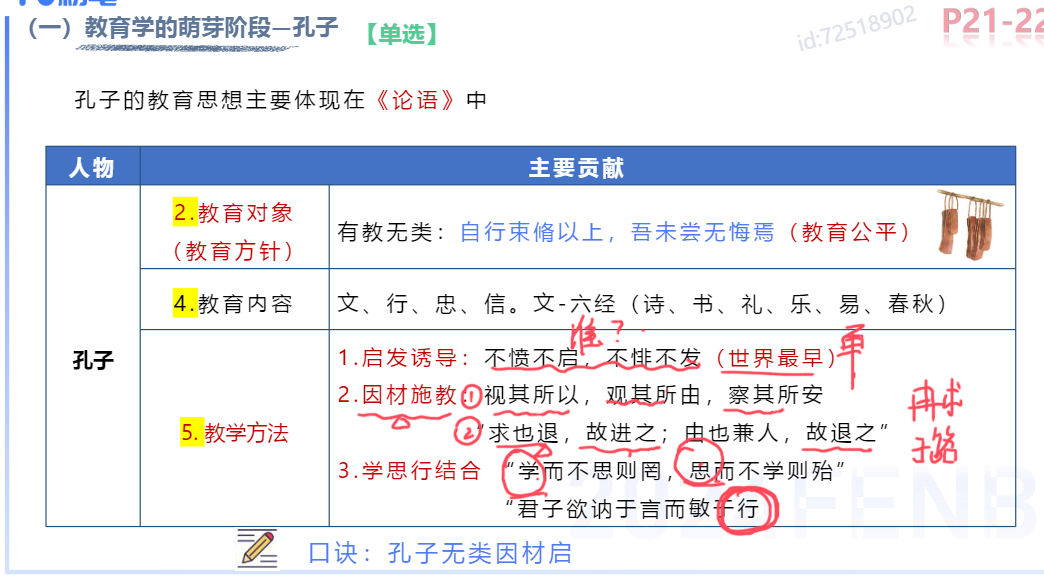 （一）教育学的萌芽阶段—孔子 【单选】
id:72518902
P21-22
孔子的教育思想主要体现在《论语》中
人物 主要贡献
孔子
2.教育对象
（教育方针）
有教无类：自行束脩以上，吾未尝无悔焉（教育公平）
4.教育内容
文、行、忠、信。文-六经（诗、书、礼、乐、易、春秋）
谁？
5.教学方法
1.启发诱导：不愤不启，不悱不发（世界最早） 单
2.因材施教：①视其所以，观其所由，察其所安
②“求也退，故进之；由也兼人，故退之”
冉求
子路
3.学思行结合 “学而不思则罔，思而不学则殆”
“君子欲讷于言而敏于行”
口诀：孔子无类因材启